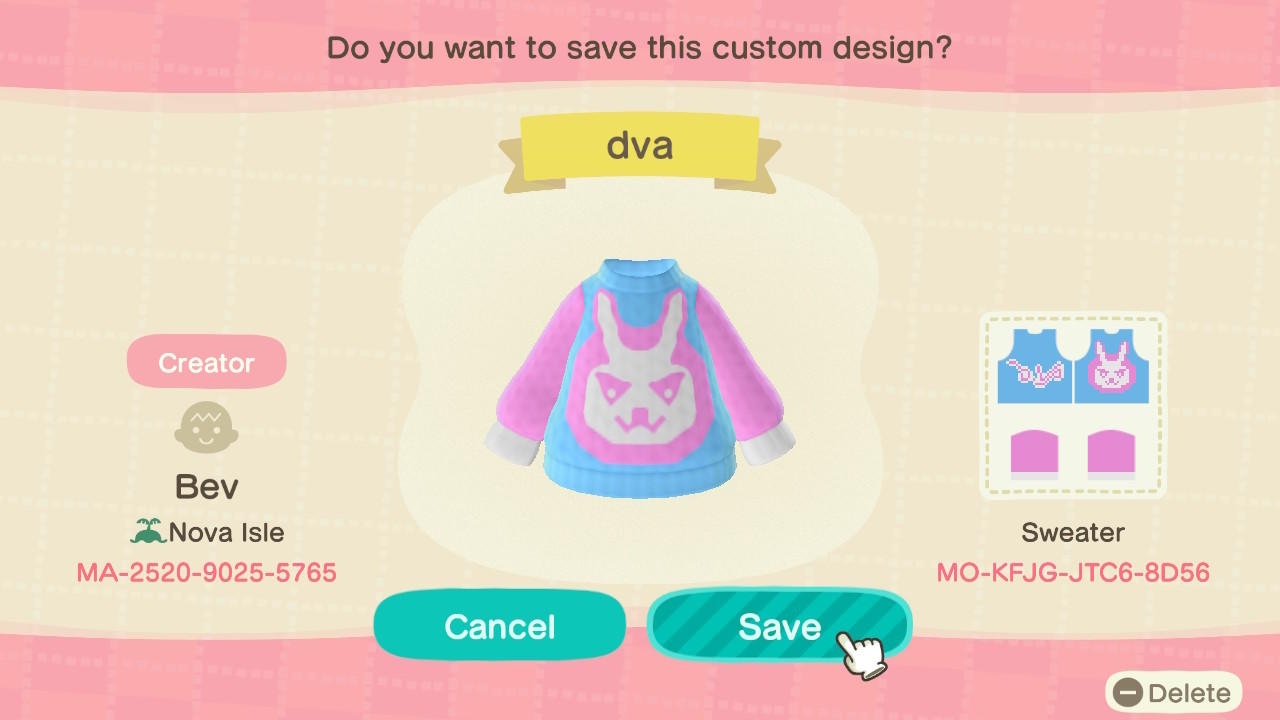 Do you want to save this custom design?
dva
Creator
Bev
Nova Isle
MA-2520-9025-5765
Sweater
MO-KFJG-JTC6-8D56
Cancel
Save
Delete